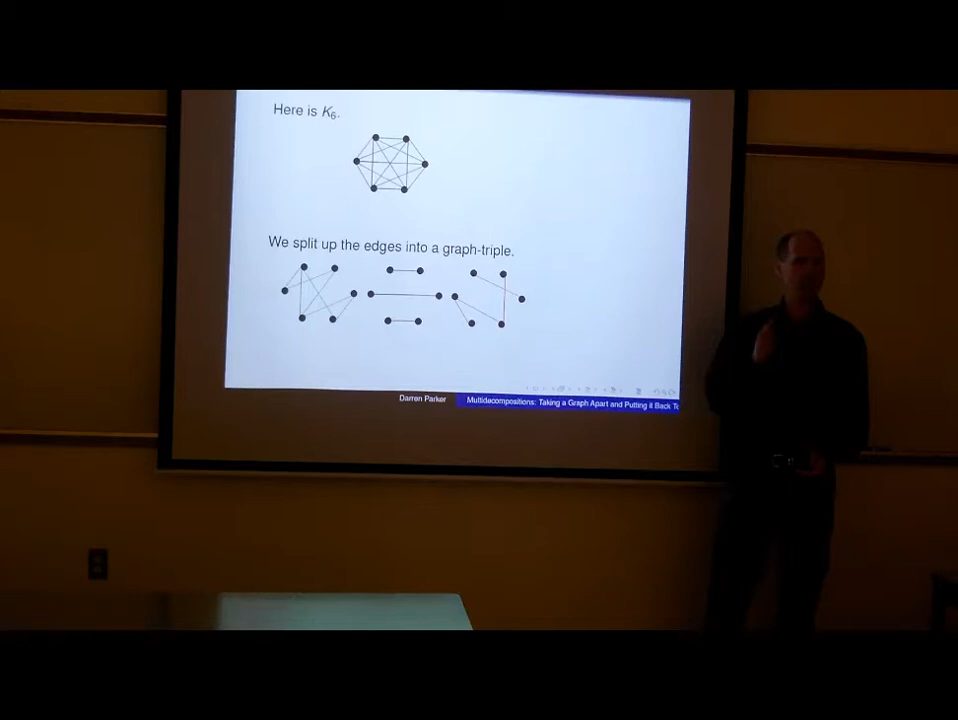 Here is K₆.
We split up the edges into a graph-triple.
Darren Parker
Multidecompositions: Taking a Graph Apart and Putting it Back To